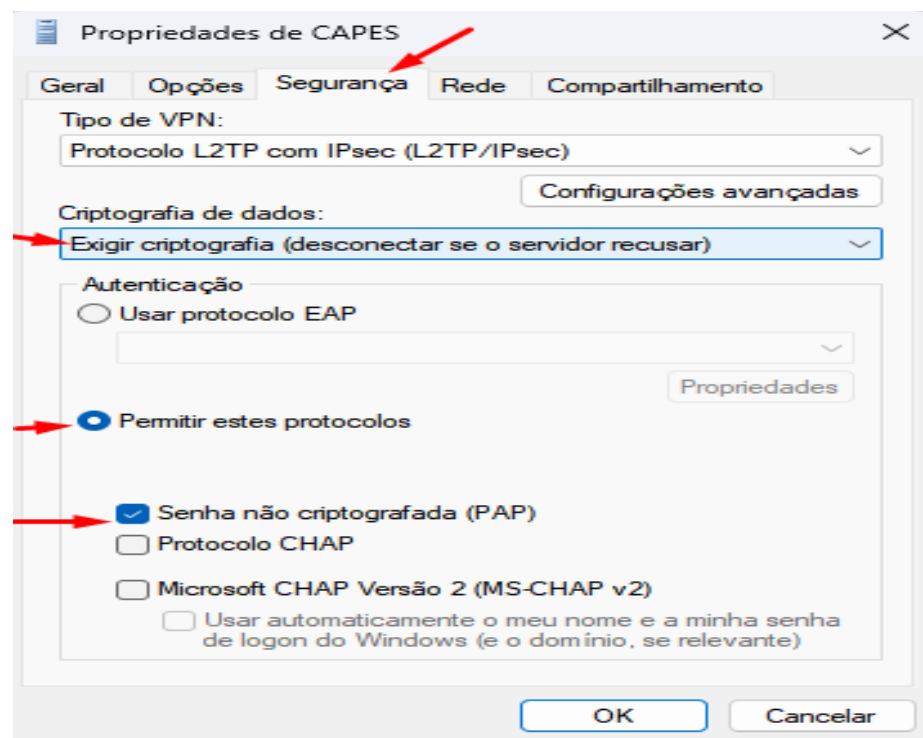 Propriedades de CAPES
Geral Opções Segurança Rede Compartilhamento
Tipo de VPN:
Protocolo L2TP com IPsec (L2TP/IPsec)
Configurações avançadas
Criptografia de dados:
Exigir criptografia (desconectar se o servidor recusar)
Autenticação
Usar protocolo EAP
Propriedades
Permitir estes protocolos
Senha não criptografada (PAP)
Protocolo CHAP
Microsoft CHAP Versão 2 (MS-CHAP v2)
Usar automaticamente o meu nome e a minha senha
de logon do Windows (e o domínio, se relevante)
OK Cancelar